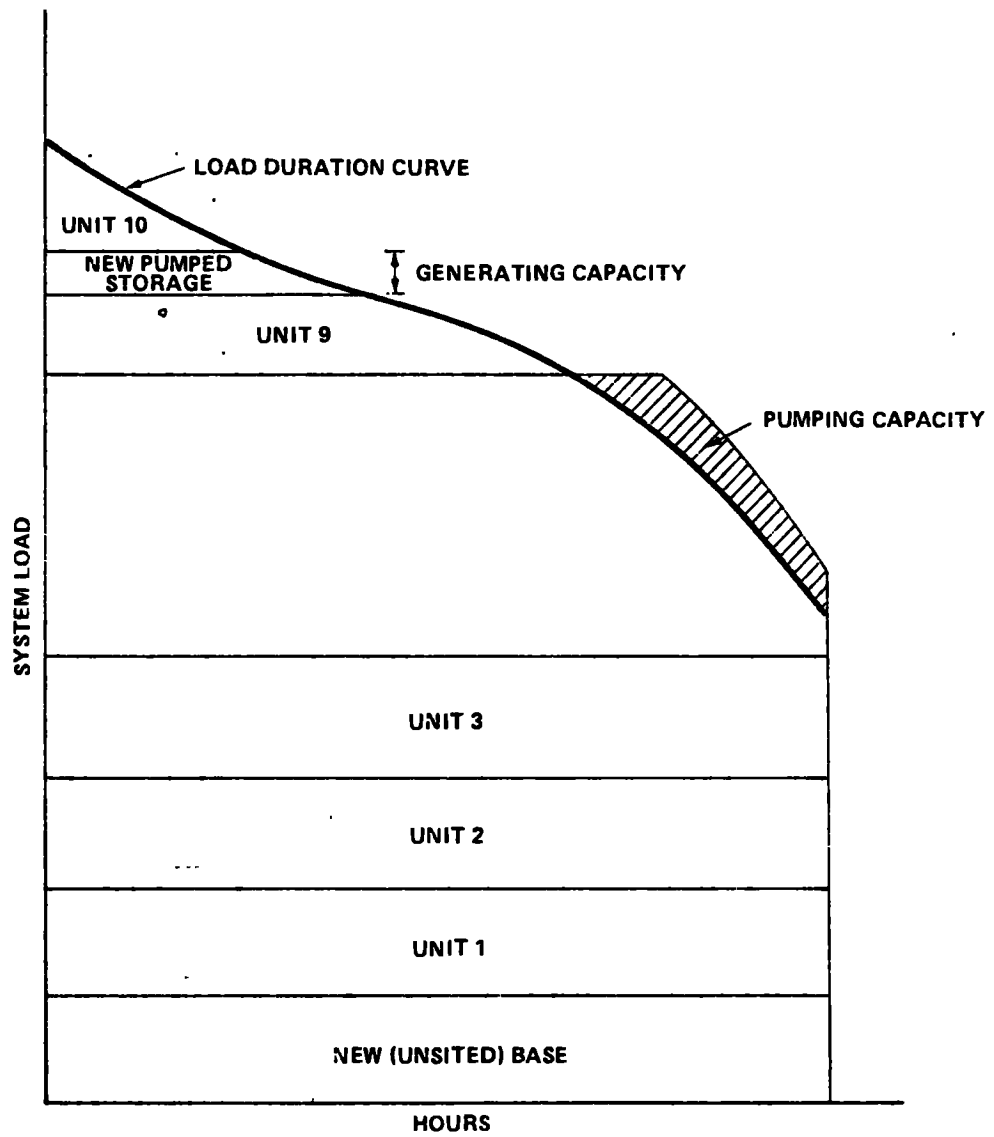 LOAD DURATION CURVE
UNIT 10
NEW PUMPED
STORAGE
GENERATING CAPACITY
UNIT 9
PUMPING CAPACITY
SYSTEM LOAD
UNIT 3
UNIT 2
UNIT 1
NEW (UNSITED) BASE
HOURS